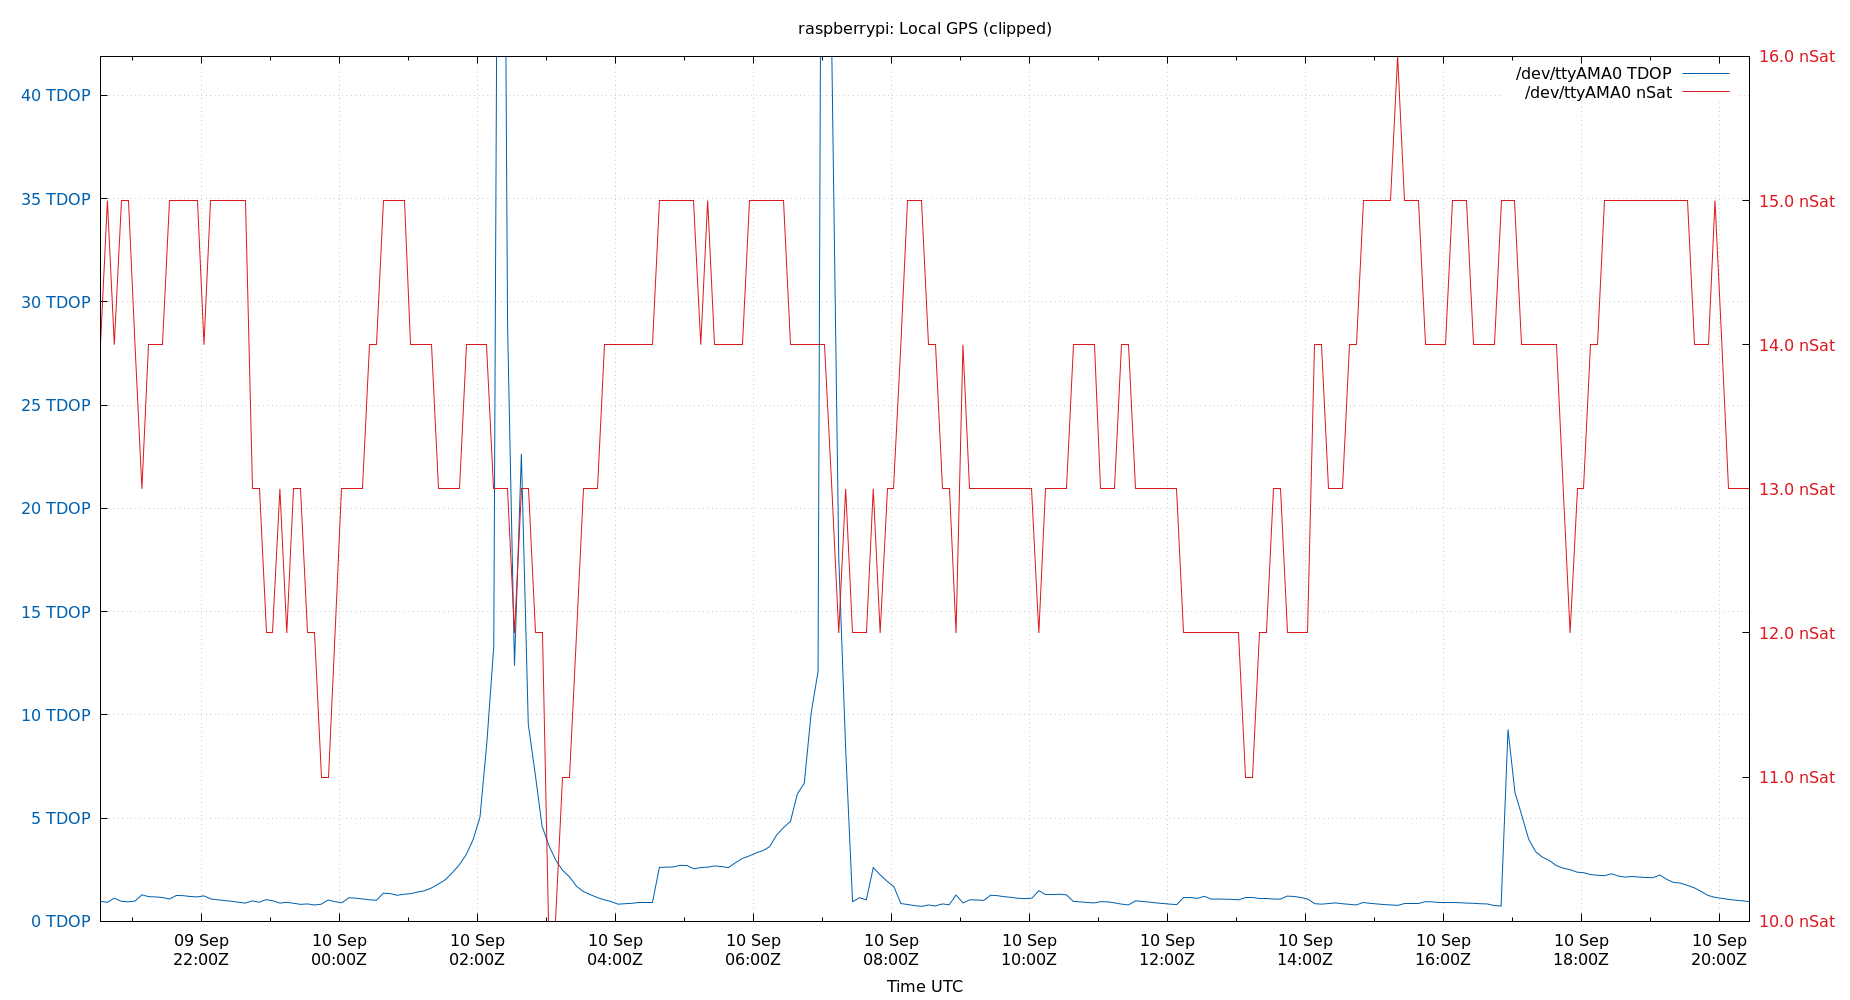 raspberrypi: Local GPS (clipped)
/dev/ttyAMA0 TDOP
/dev/ttyAMA0 nSat
40 TDOP
35 TDOP
30 TDOP
25 TDOP
20 TDOP
15 TDOP
10 TDOP
5 TDOP
0 TDOP
16.0 nSat
15.0 nSat
14.0 nSat
13.0 nSat
12.0 nSat
11.0 nSat
10.0 nSat
09 Sep
22:00Z
10 Sep
00:00Z
10 Sep
02:00Z
10 Sep
04:00Z
10 Sep
06:00Z
10 Sep
08:00Z
10 Sep
10:00Z
10 Sep
12:00Z
10 Sep
14:00Z
10 Sep
16:00Z
10 Sep
18:00Z
10 Sep
20:00Z
Time UTC